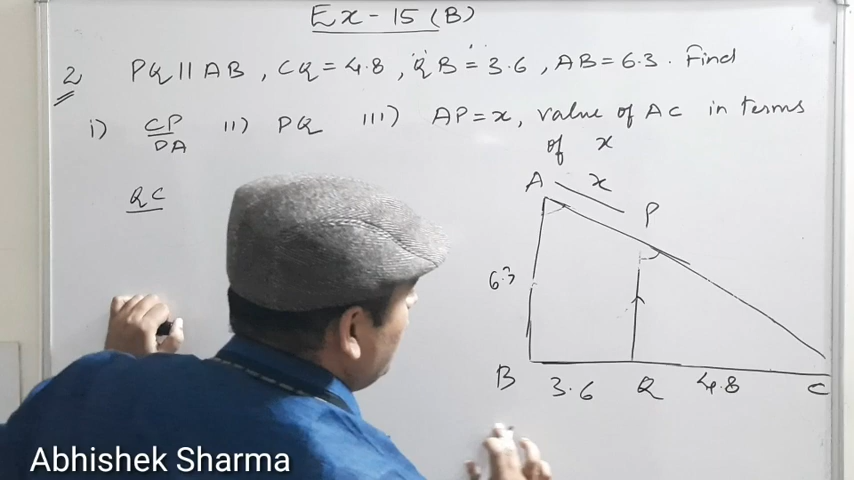 Ex - 15 (B)
2 PQ || AB , CQ = 4.8 , QB = 3.6 , AB = 6.3 . Find
i) CP/PA ii) PQ iii) AP = x, value of AC in terms
of x
QC
A x P
6.3
B 3.6 Q 4.8 C
Abhishek Sharma